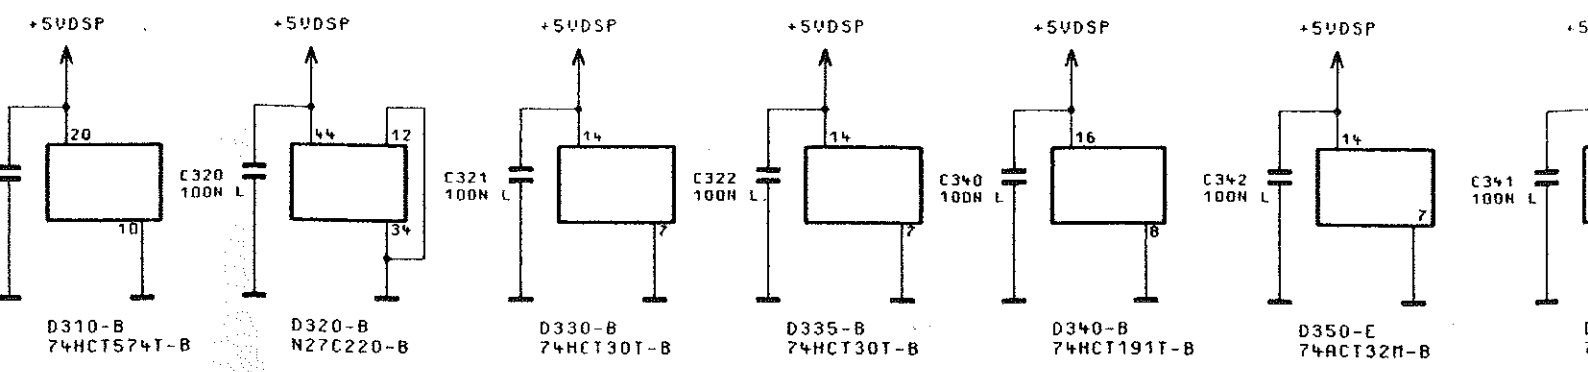 +5VDSP
+5VDSP
+5VDSP
+5VDSP
+5VDSP
+5VDSP
+5
20
10
D310-B
74HCT574T-B
C320
100N L
44
12
34
D320-B
N27C220-B
C321
100N L
14
7
D330-B
74HCT30T-B
C322
100N L
14
7
D335-B
74HCT30T-B
C340
100N L
16
8
D340-B
74HCT191T-B
C342
100N L
14
7
D350-E
74ACT32M-B
C341
100N L